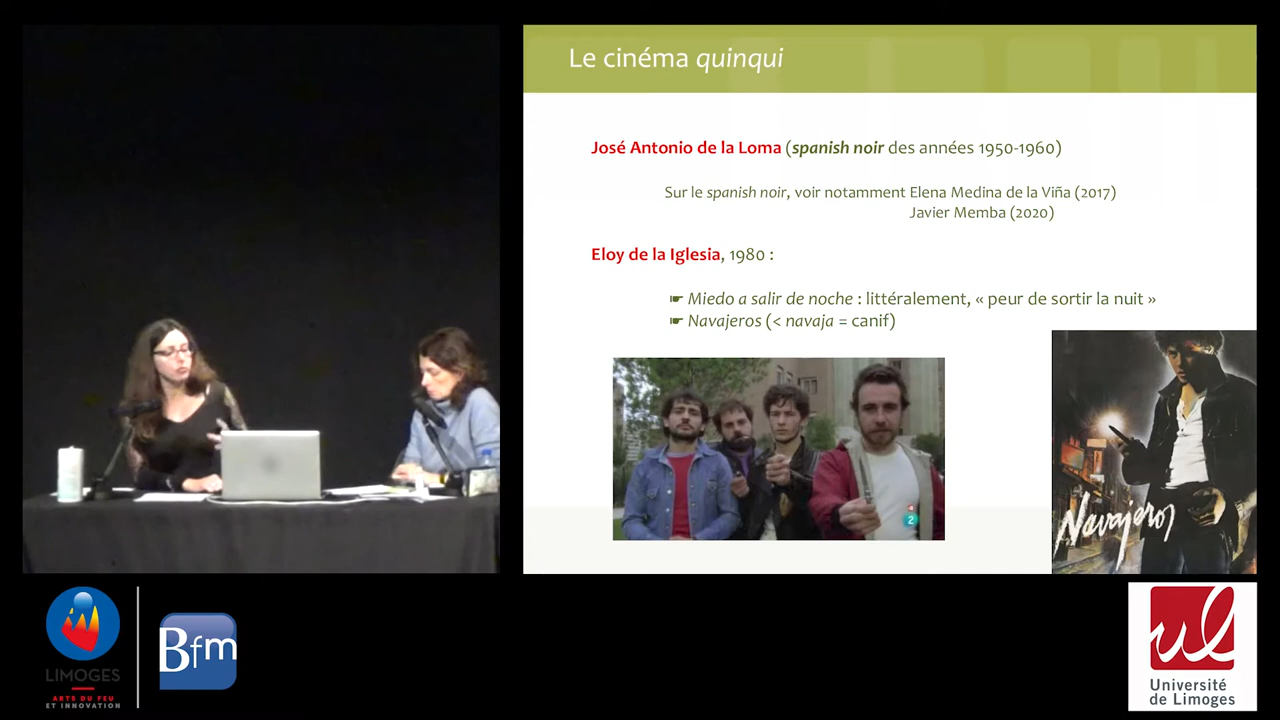 Le cinéma quinqui
José Antonio de la Loma (spanish noir des années 1950-1960)
Sur le spanish noir, voir notamment Elena Medina de la Viña (2017)
Javier Memba (2020)
Eloy de la Iglesia, 1980 :
☛ Miedo a salir de noche : littéralement, « peur de sortir la nuit »
☛ Navajeros (< navaja = canif)
2
Navajeros
LIMOGES
ARTS DU FEU
ET INNOVATION
Bfm
ul
Université
de Limoges